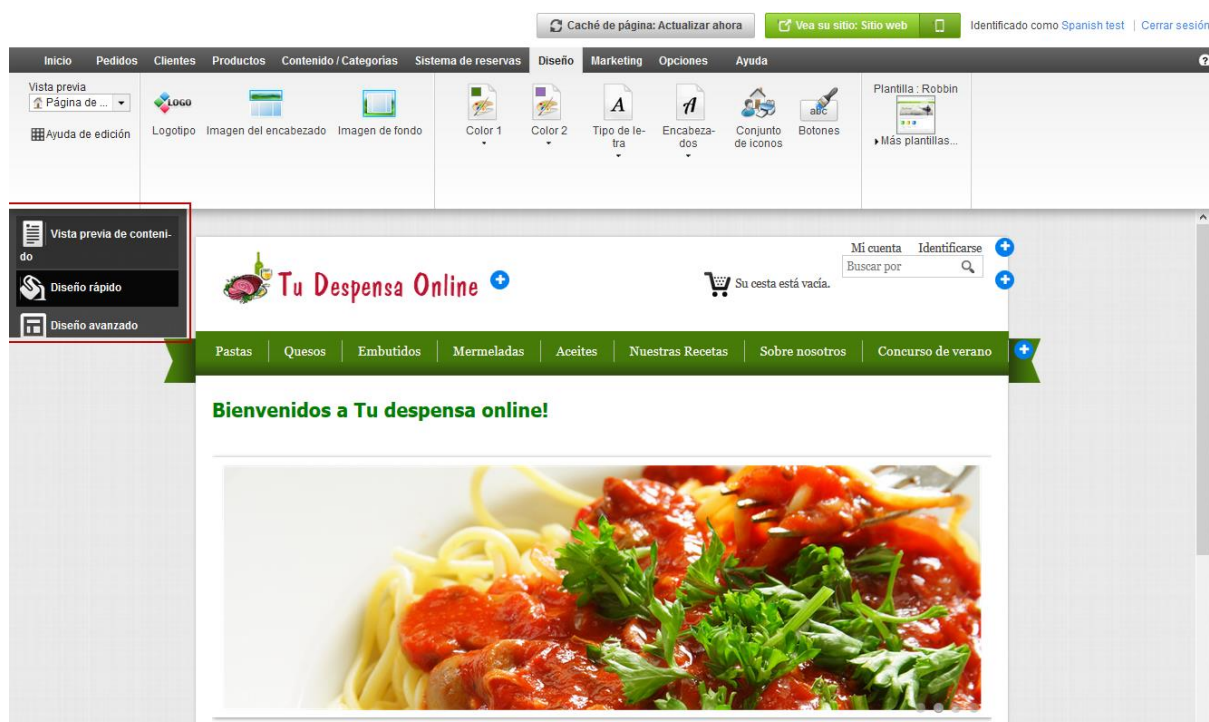 Caché de página: Actualizar ahora
Vea su sitio: Sitio web
Identificado como Spanish test | Cerrar sesión
Inicio Pedidos Clientes Productos Contenido / Categorías Sistema de reservas Diseño Marketing Opciones Ayuda ?
Vista previa
Página de ...
Ayuda de edición
LOGO
Logotipo
Imagen del encabezado
Imagen de fondo
Color 1
Color 2
A
Tipo de le-
tra
A
Encabeza-
dos
Conjunto
de iconos
abc
Botones
Plantilla : Robbin
Más plantillas...
Vista previa de conteni-
do
Diseño rápido
Diseño avanzado
Tu Despensa Online
Mi cuenta Identificarse
Buscar por
Su cesta está vacía.
Pastas Quesos Embutidos Mermeladas Aceites Nuestras Recetas Sobre nosotros Concurso de verano
Bienvenidos a Tu despensa online!